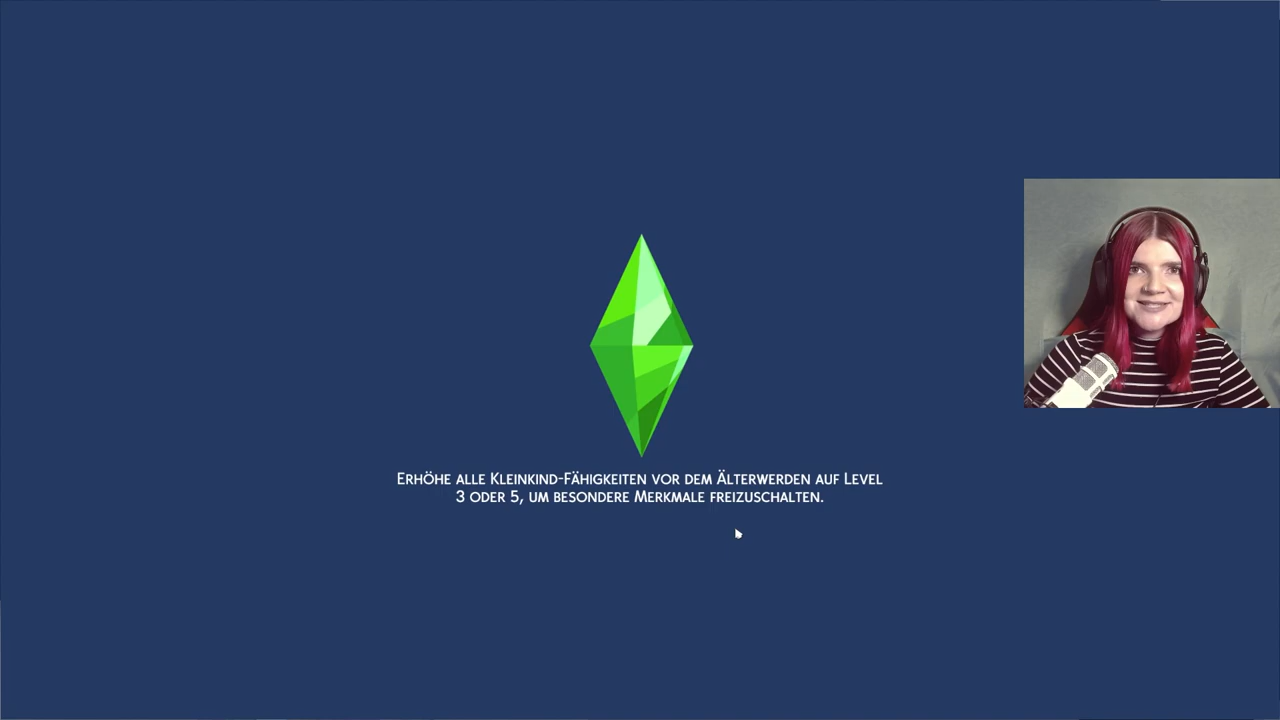 Erhöhe alle Kleinkind-Fähigkeiten vor dem Älterwerden auf Level
3 oder 5, um besondere Merkmale freizuschalten.